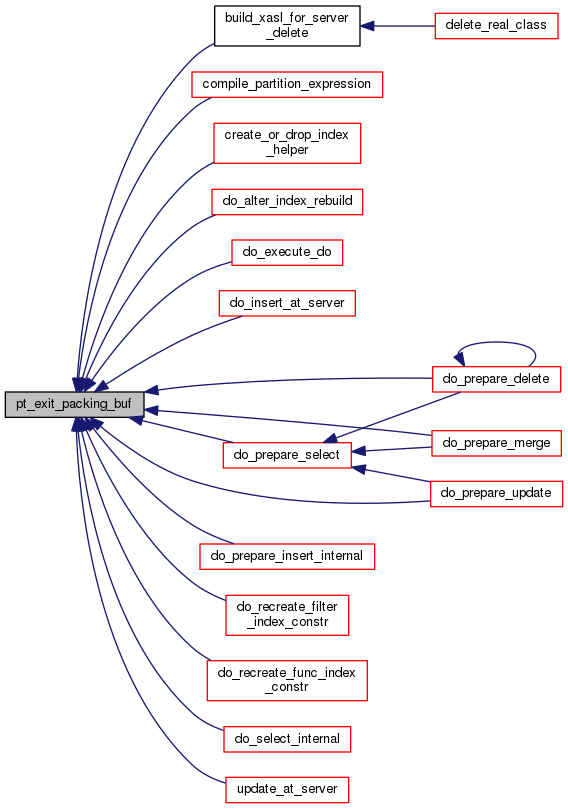 build_xasl_for_server
_delete
delete_real_class
compile_partition_expression
create_or_drop_index
_helper
do_alter_index_rebuild
do_execute_do
do_insert_at_server
do_prepare_delete
pt_exit_packing_buf
do_prepare_merge
do_prepare_select
do_prepare_update
do_prepare_insert_internal
do_recreate_filter
_index_constr
do_recreate_func_index
_constr
do_select_internal
update_at_server